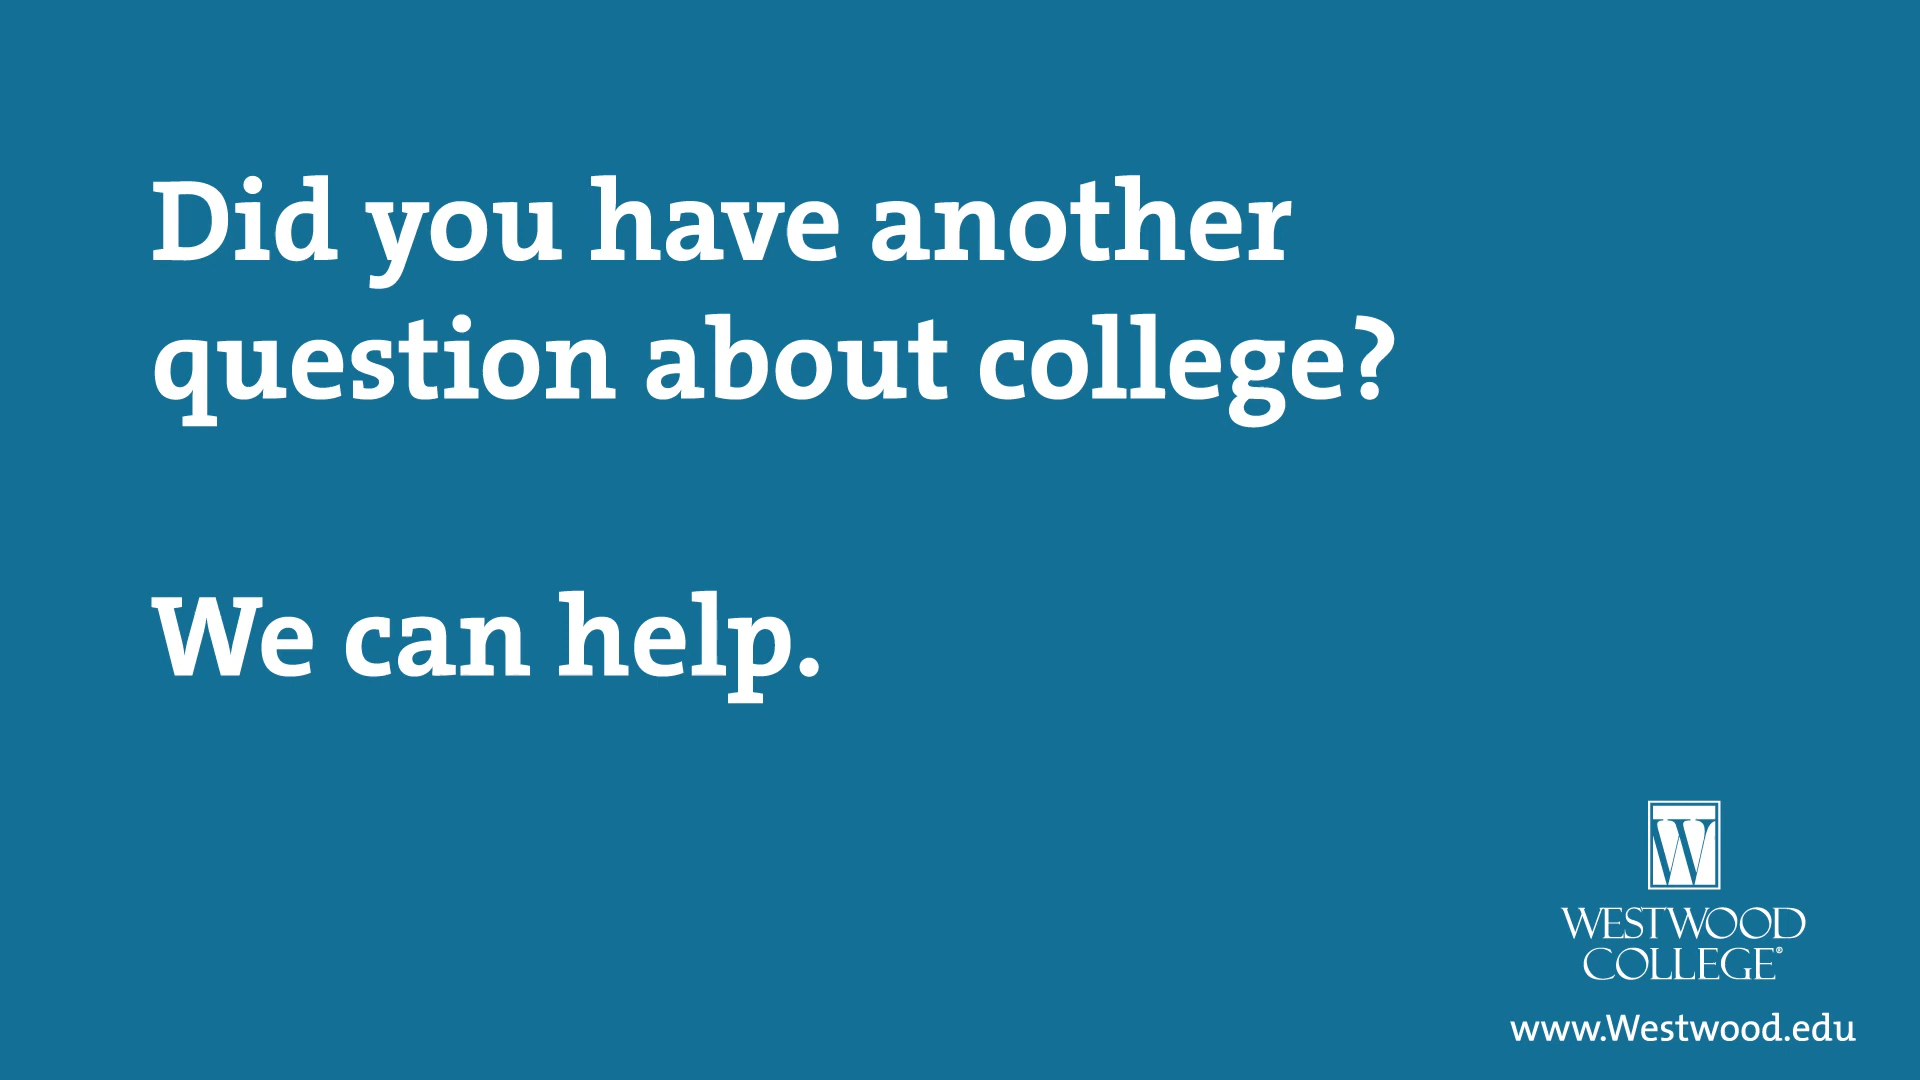 Did you have another
question about college?
We can help.
W
WESTWOOD
COLLEGE®
www.Westwood.edu